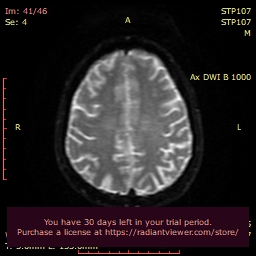 Im: 41/46
Se: 4
A
STP107
STP107
M
Ax DWI B 1000
R
L
You have 30 days left in your trial period.
Purchase a license at https://radiantviewer.com/store/